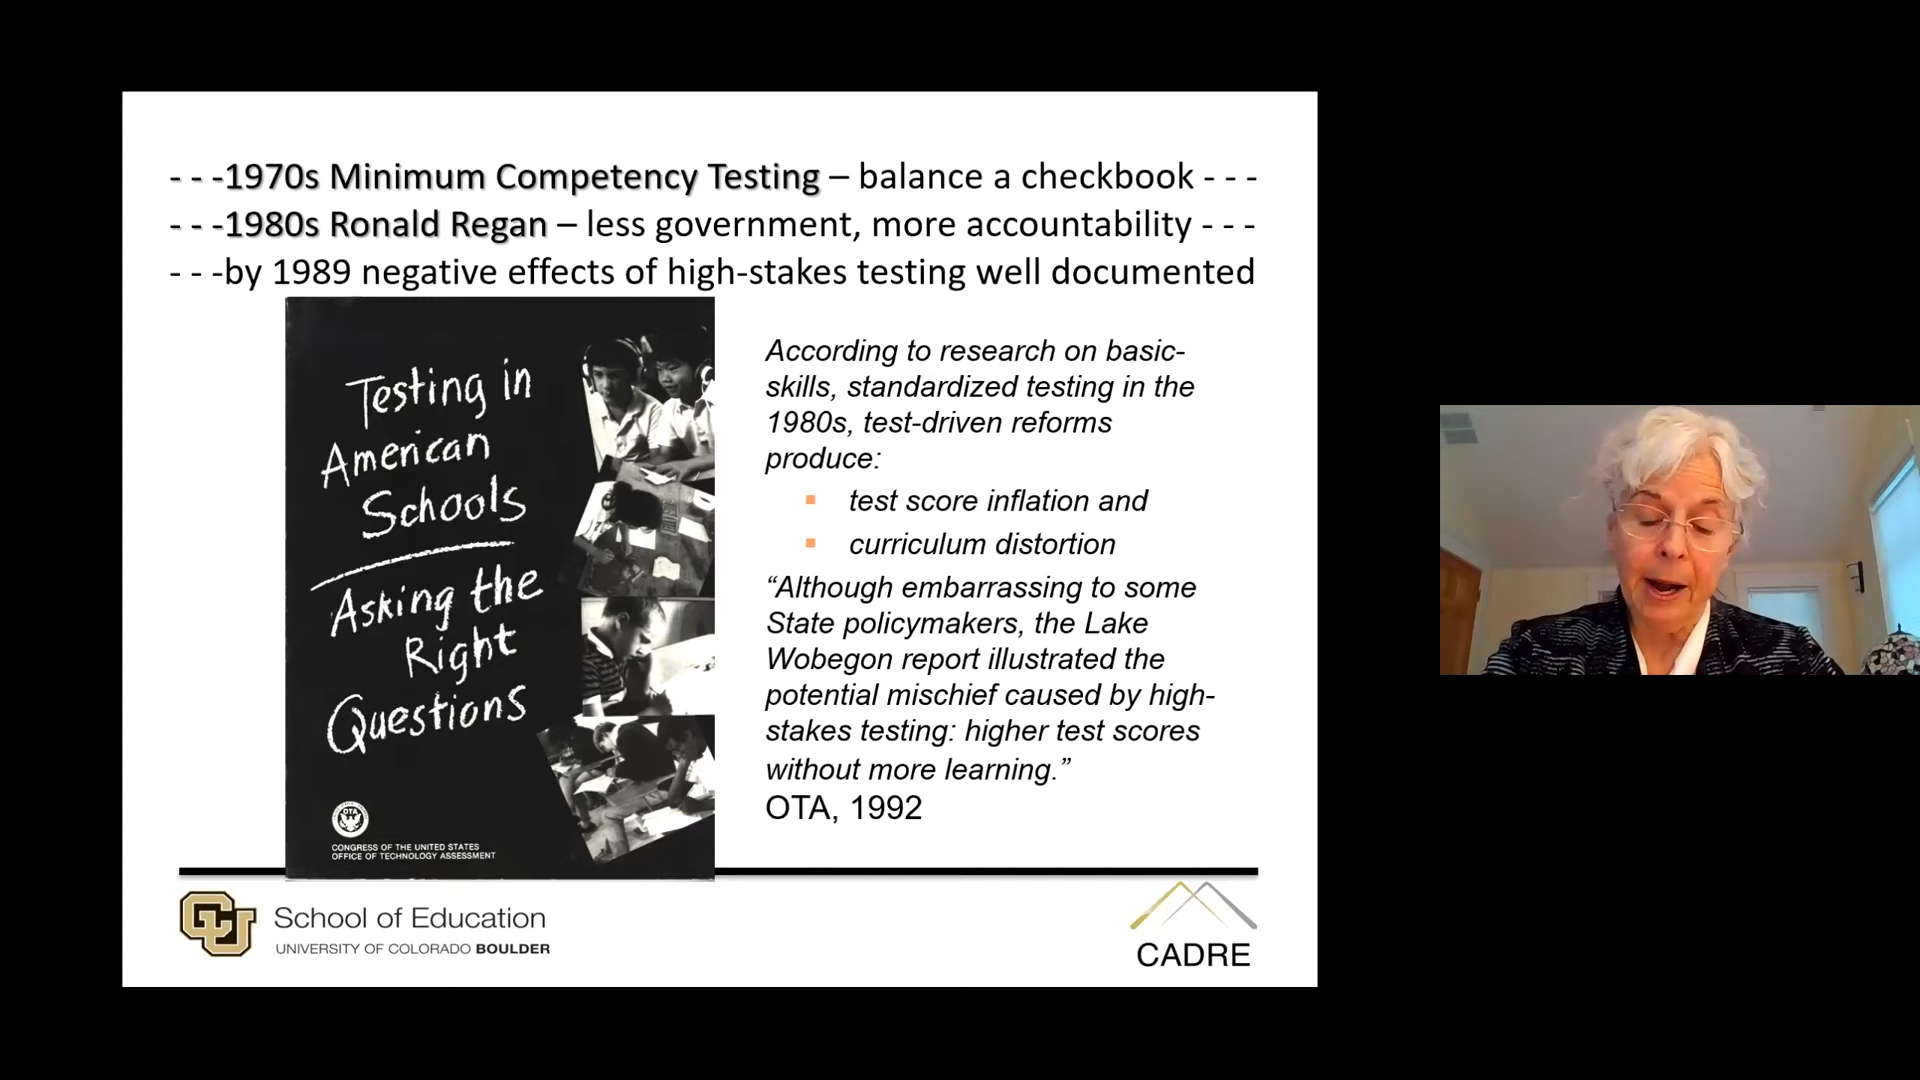 - - -1970s Minimum Competency Testing – balance a checkbook - - -
- - -1980s Ronald Regan – less government, more accountability - - -
- - -by 1989 negative effects of high-stakes testing well documented
Testing in
American
Schools
Asking the
Right
Questions
OTA
CONGRESS OF THE UNITED STATES
OFFICE OF TECHNOLOGY ASSESSMENT
According to research on basic-
skills, standardized testing in the
1980s, test-driven reforms
produce:
▪ test score inflation and
▪ curriculum distortion
“Although embarrassing to some
State policymakers, the Lake
Wobegon report illustrated the
potential mischief caused by high-
stakes testing: higher test scores
without more learning.”
OTA, 1992
CU
School of Education
UNIVERSITY OF COLORADO BOULDER
CADRE